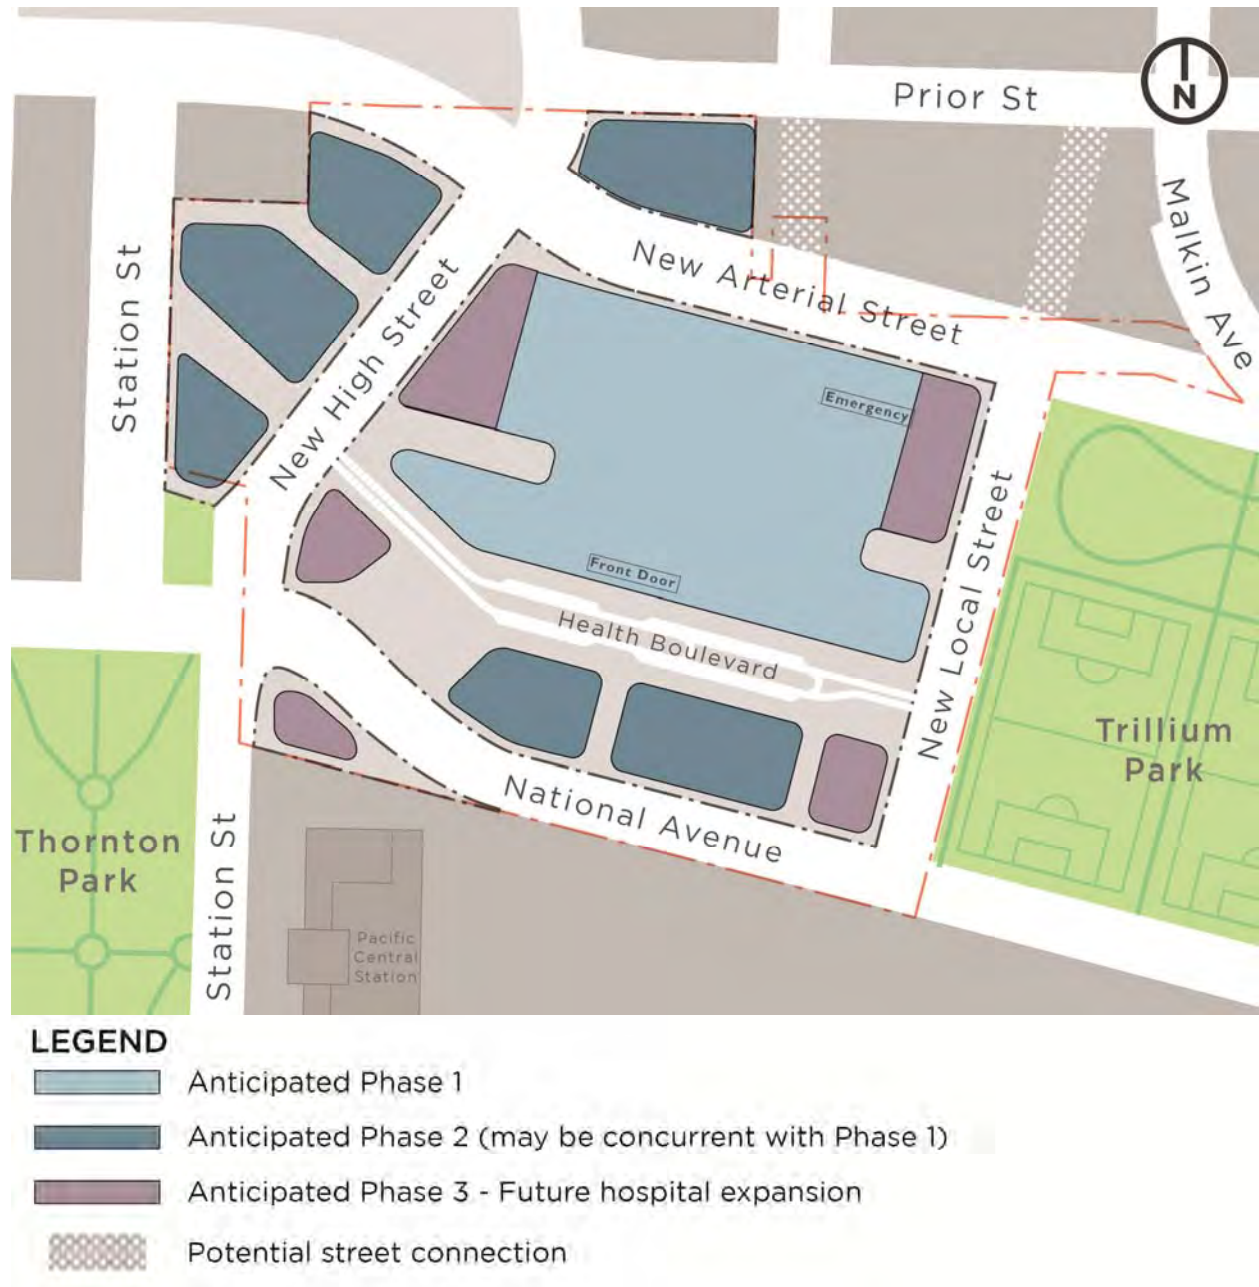 Prior St
N
Malkin Ave
New Arterial Street
Station St
New High Street
Emergency
New Local Street
Front Door
Health Boulevard
Trillium
Park
National Avenue
Thornton
Park
Station St
Pacific
Central
Station
LEGEND
Anticipated Phase 1
Anticipated Phase 2 (may be concurrent with Phase 1)
Anticipated Phase 3 - Future hospital expansion
Potential street connection